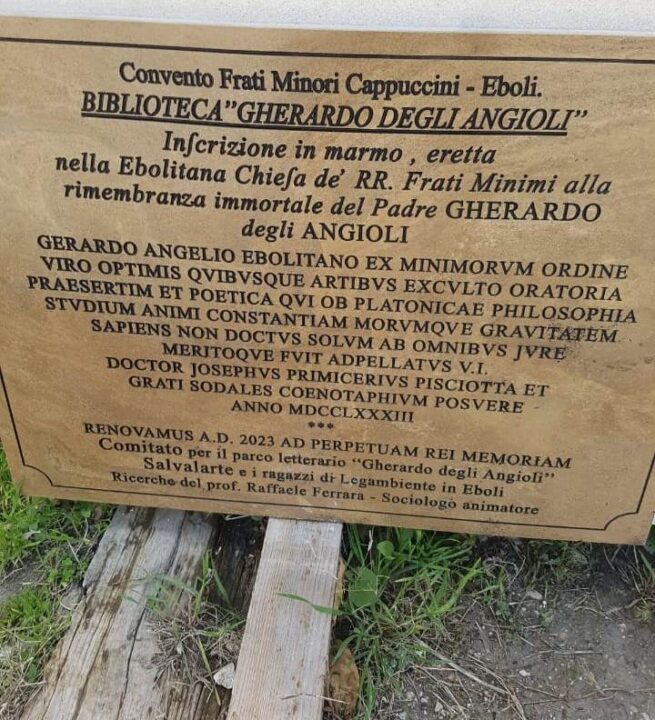 Convento Frati Minori Cappuccini - Eboli.
BIBLIOTECA"GHERARDO DEGLI ANGIOLI"
Inſcrizione in marmo , eretta
nella Ebolitana Chieſa de' RR. Frati Minimi alla
rimembranza immortale del Padre GHERARDO
degli ANGIOLI
GERARDO ANGELIO EBOLITANO EX MINIMORVM ORDINE
VIRO OPTIMIS QVIBVSQUE ARTIBVS EXCVLTO ORATORIA
PRAESERTIM ET POETICA QVI OB PLATONICAE PHILOSOPHIA
STVDIUM ANIMI CONSTANTIAM MORVMQVE GRAVITATEM
SAPIENS NON DOCTVS SOLVM AB OMNIBVS JVRE
MERITOQVE FVIT ADPELLATVS V.I.
DOCTOR JOSEPHVS PRIMICERIVS PISCIOTTA ET
GRATI SODALES COENOTAPHIVM POSVERE
ANNO MDCCLXXXIII
***
RENOVAMUS A.D. 2023 AD PERPETUAM REI MEMORIAM
Comitato per il parco letterario "Gherardo degli Angioli"
Salvalarte e i ragazzi di Legambiente in Eboli
Ricerche del prof. Raffaele Ferrara - Sociologo animatore